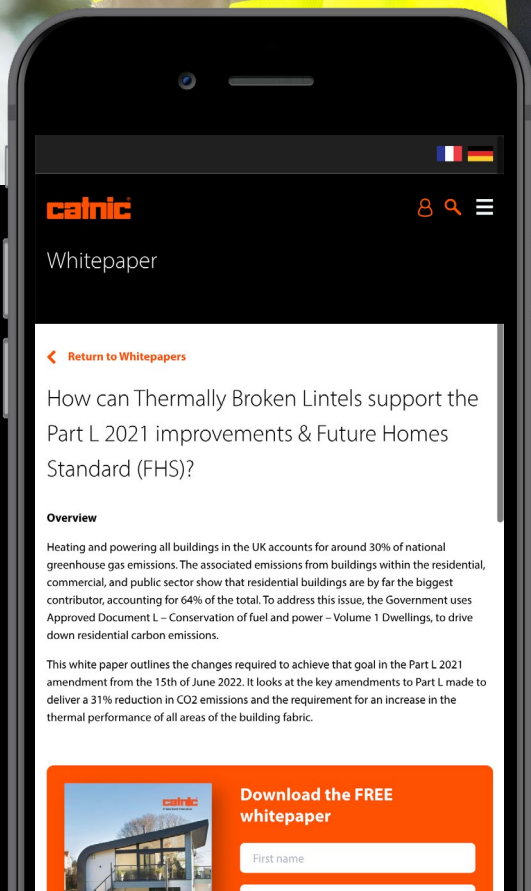 catnic
Whitepaper
Return to Whitepapers
How can Thermally Broken Lintels support the
Part L 2021 improvements & Future Homes
Standard (FHS)?
Overview
Heating and powering all buildings in the UK accounts for around 30% of national
greenhouse gas emissions. The associated emissions from buildings within the residential,
commercial, and public sector show that residential buildings are by far the biggest
contributor, accounting for 64% of the total. To address this issue, the Government uses
Approved Document L – Conservation of fuel and power – Volume 1 Dwellings, to drive
down residential carbon emissions.
This white paper outlines the changes required to achieve that goal in the Part L 2021
amendment from the 15th of June 2022. It looks at the key amendments to Part L made to
deliver a 31% reduction in CO2 emissions and the requirement for an increase in the
thermal performance of all areas of the building fabric.
catnic
Download the FREE
whitepaper
First name